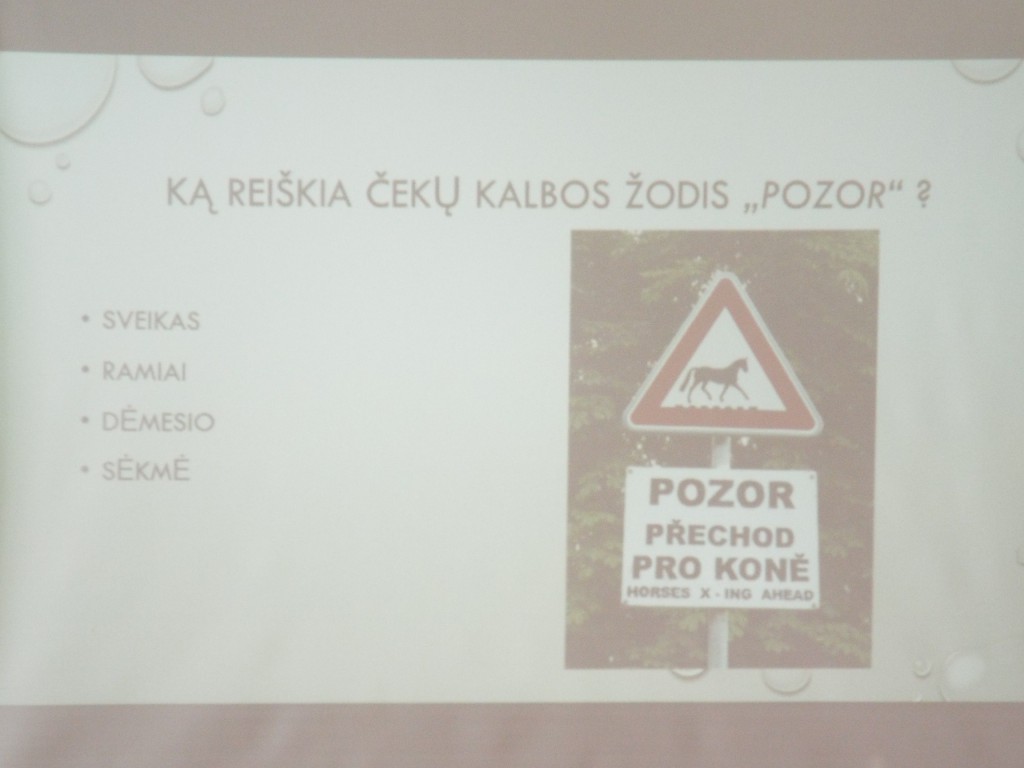 KĄ REIŠKIA ČEKŲ KALBOS ŽODIS „POZOR“ ?
• SVEIKAS
• RAMIAI
• DĖMESIO
• SĖKMĖ
POZOR
PŘECHOD
PRO KONĚ
HORSES X-ING AHEAD